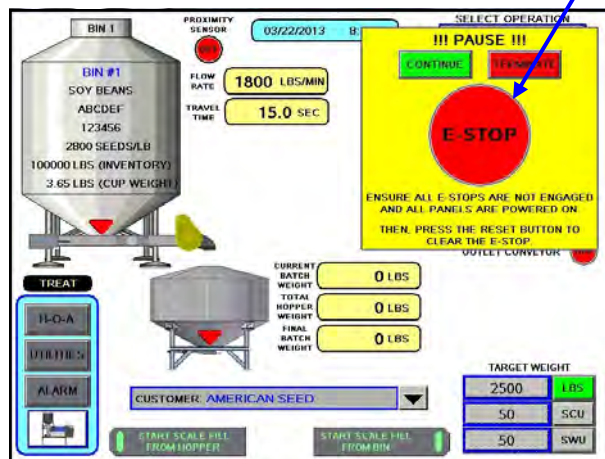 BIN 1
PROXIMITY
SENSOR
OFF
03/22/2013 8:
SELECT OPERATION
!!! PAUSE !!!
CONTINUE
TERMINATE
E-STOP
ENSURE ALL E-STOPS ARE NOT ENGAGED
AND ALL PANELS ARE POWERED ON.
THEN, PRESS THE RESET BUTTON TO
CLEAR THE E-STOP.
OUTLET CONVEYOR
BIN #1
SOY BEANS
ABCDEF
123456
2800 SEEDS/LB
100000 LBS (INVENTORY)
3.65 LBS (CUP WEIGHT)
FLOW
RATE
1800 LBS/MIN
TRAVEL
TIME
15.0 SEC
CURRENT
BATCH
WEIGHT
0 LBS
TOTAL
HOPPER
WEIGHT
0 LBS
FINAL
BATCH
WEIGHT
0 LBS
TREAT
H-O-A
UTILITIES
ALARM
CUSTOMER: AMERICAN SEED
START SCALE FILL
FROM HOPPER
START SCALE FILL
FROM BIN
TARGET WEIGHT
2500 LBS
50 SCU
50 SWU